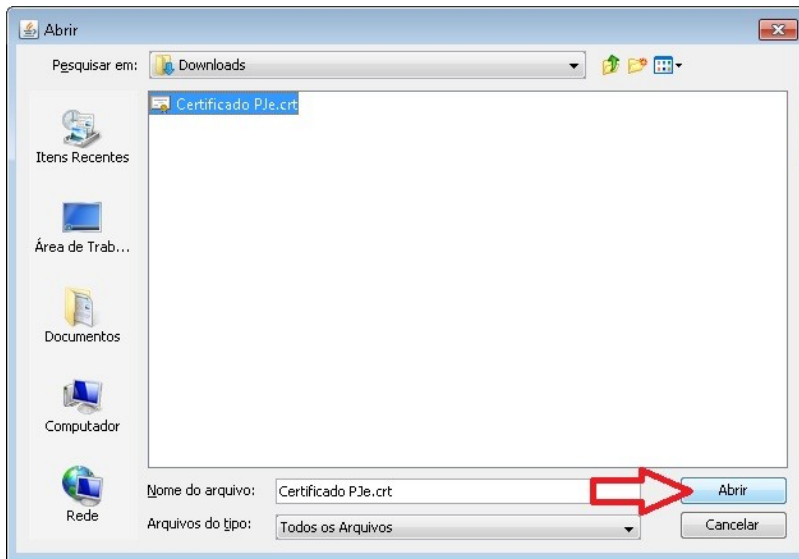 Abrir
Pesquisar em:
Downloads
Certificado PJe.crt
Itens Recentes
Área de Trab...
Documentos
Computador
Rede
Nome do arquivo:
Certificado PJe.crt
Abrir
Arquivos do tipo:
Todos os Arquivos
Cancelar